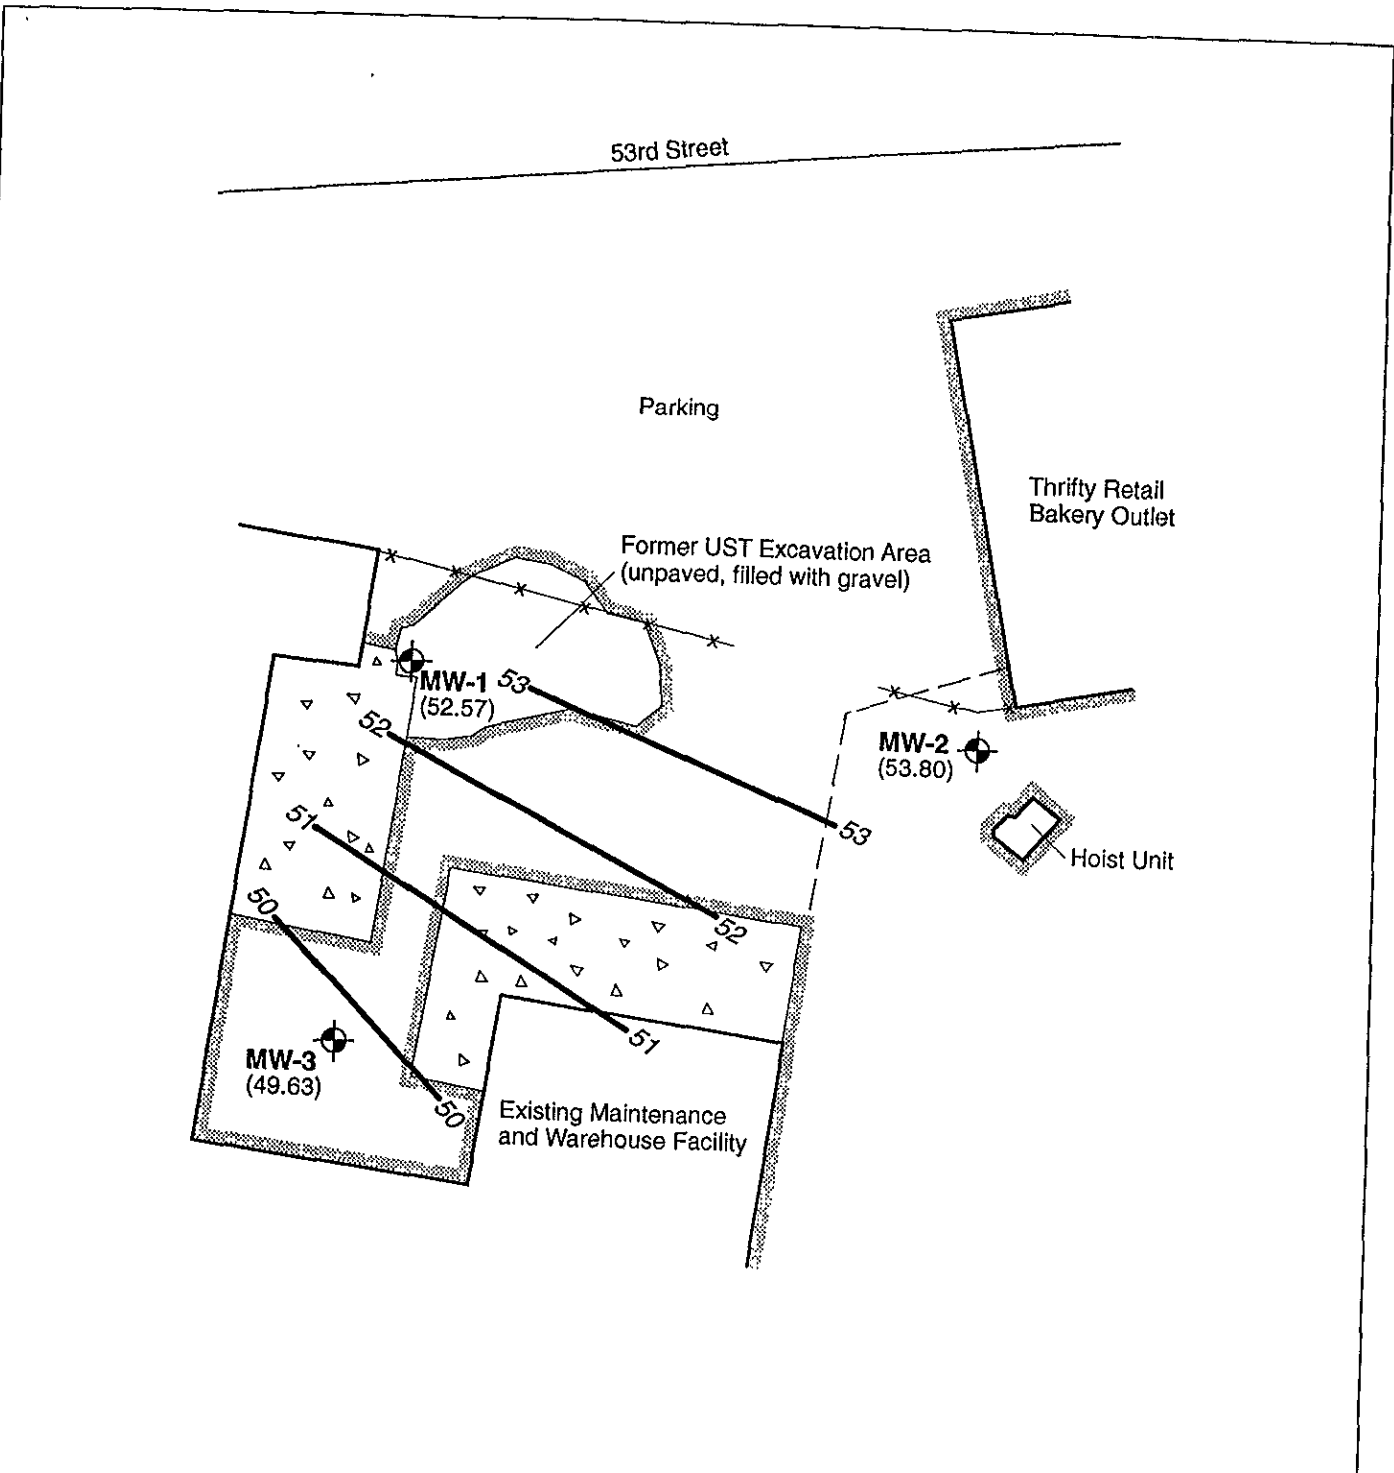 53rd Street
Parking
Thrifty Retail
Bakery Outlet
Former UST Excavation Area
(unpaved, filled with gravel)
MW-1
(52.57)
53
52
MW-2
(53.80)
53
51
Hoist Unit
50
52
51
MW-3
(49.63)
50
Existing Maintenance
and Warehouse Facility